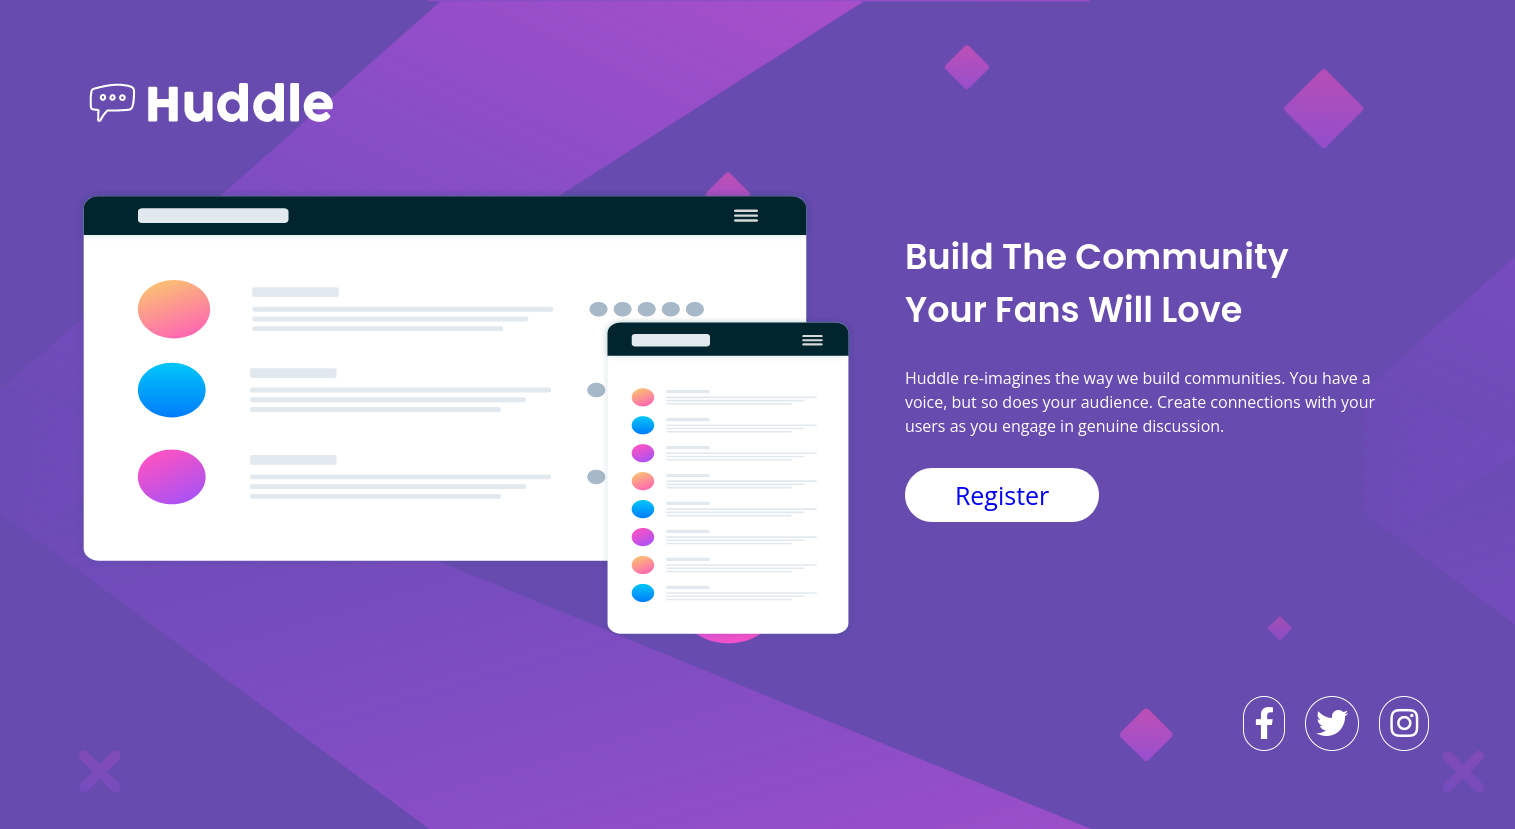 Huddle
Build The Community
Your Fans Will Love
Huddle re-imagines the way we build communities. You have a
voice, but so does your audience. Create connections with your
users as you engage in genuine discussion.
Register